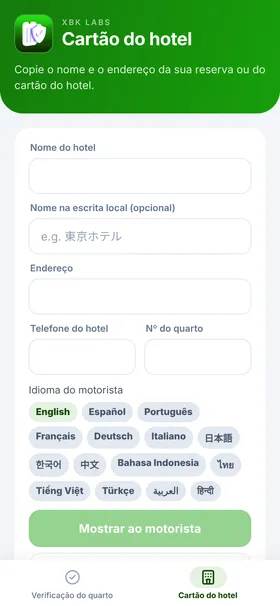 XBK LABS
Cartão do hotel
Copie o nome e o endereço da sua reserva ou do
cartão do hotel.
Nome do hotel
Nome na escrita local (opcional)
e.g. 東京ホテル
Endereço
Telefone do hotel Nº do quarto
Idioma do motorista
English Español Português
Français Deutsch Italiano 日本語
한국어 中文 Bahasa Indonesia ไทย
Tiếng Việt Türkçe العربية हिन्दी
Mostrar ao motorista
Verificação do quarto Cartão do hotel